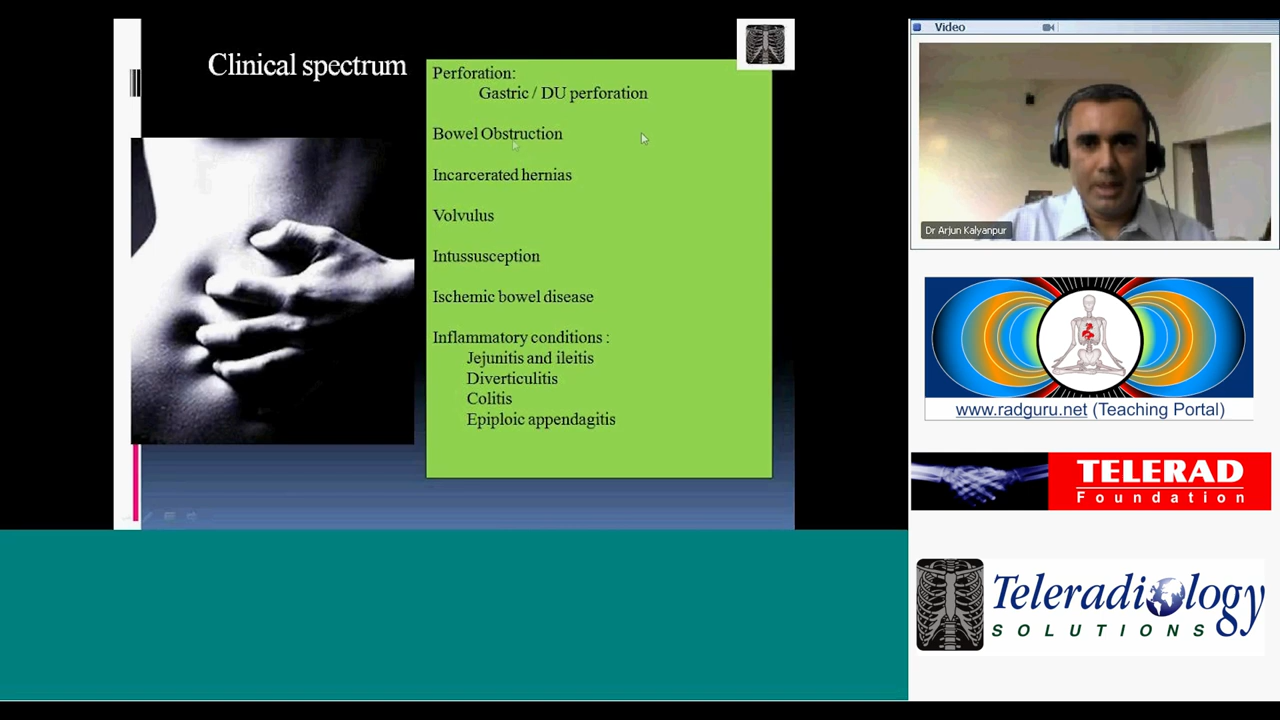 Clinical spectrum
Perforation:
Gastric / DU perforation
Bowel Obstruction
Incarcerated hernias
Volvulus
Intussusception
Ischemic bowel disease
Inflammatory conditions :
Jejunitis and ileitis
Diverticulitis
Colitis
Epiploic appendagitis
Video
Dr Arjun Kalyanpur
www.radguru.net (Teaching Portal)
TELERAD
Foundation
Teleradiology
SOLUTIONS